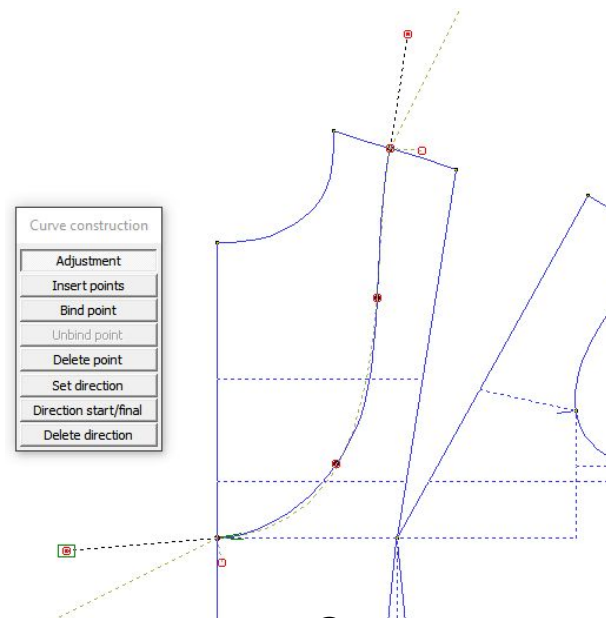 Curve construction
Adjustment
Insert points
Bind point
Unbind point
Delete point
Set direction
Direction start/final
Delete direction